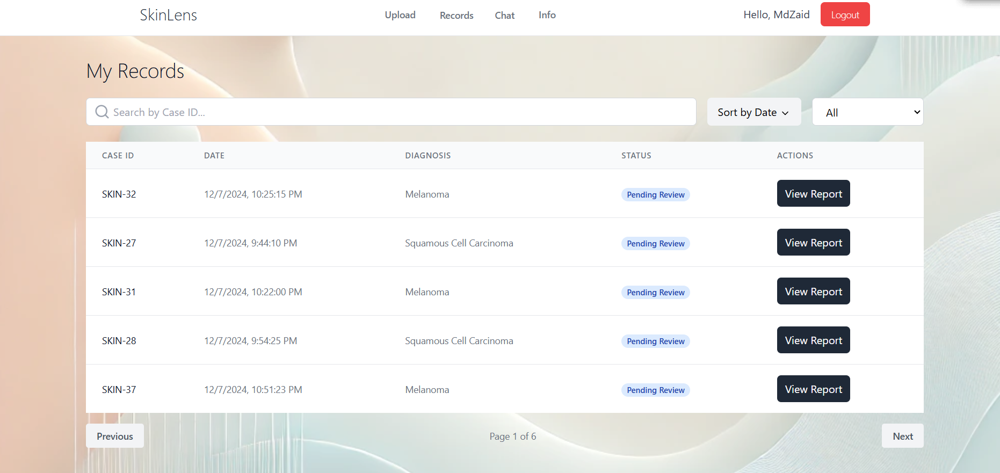 SkinLens Upload Records Chat Info Hello, MdZaid Logout
My Records
Search by Case ID... Sort by Date All
CASE ID DATE DIAGNOSIS STATUS ACTIONS
SKIN-32 12/7/2024, 10:25:15 PM Melanoma Pending Review View Report
SKIN-27 12/7/2024, 9:44:10 PM Squamous Cell Carcinoma Pending Review View Report
SKIN-31 12/7/2024, 10:22:00 PM Melanoma Pending Review View Report
SKIN-28 12/7/2024, 9:54:25 PM Squamous Cell Carcinoma Pending Review View Report
SKIN-37 12/7/2024, 10:51:23 PM Melanoma Pending Review View Report
Previous Page 1 of 6 Next